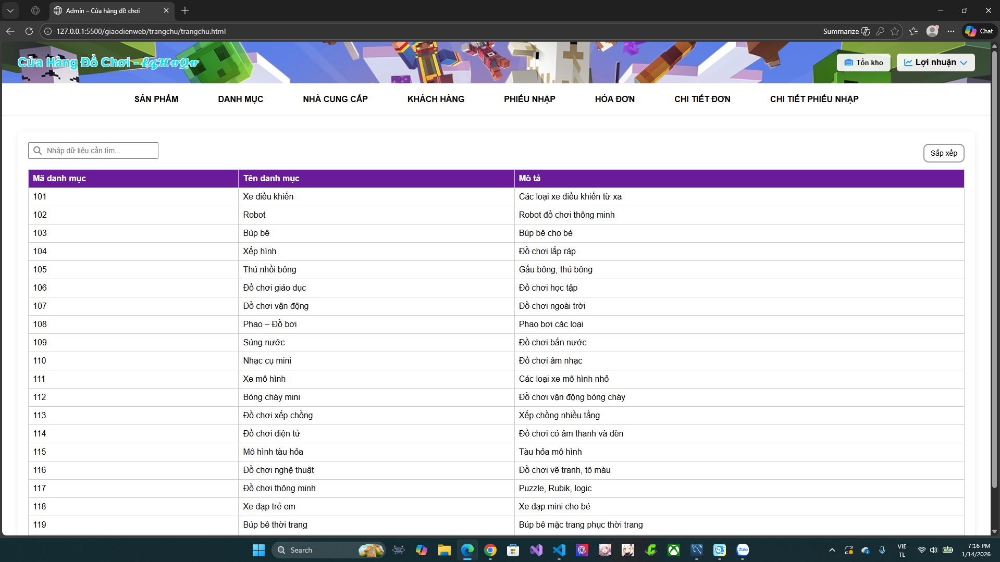 Admin – Cửa hàng đồ chơi
127.0.0.1:5500/giaodienweb/trangchu/trangchu.html
Summarize
Chat
Cửa Hàng Đồ Chơi - 𝓵𝓺𝓗𝓸𝓠𝓸
Tồn kho
Lợi nhuận
SẢN PHẨM DANH MỤC NHÀ CUNG CẤP KHÁCH HÀNG PHIẾU NHẬP HÓA ĐƠN CHI TIẾT ĐƠN CHI TIẾT PHIẾU NHẬP
Nhập dữ liệu cần tìm...
Sắp xếp
Mã danh mục Tên danh mục Mô tả
101 Xe điều khiển Các loại xe điều khiển từ xa
102 Robot Robot đồ chơi thông minh
103 Búp bê Búp bê cho bé
104 Xếp hình Đồ chơi lắp ráp
105 Thú nhồi bông Gấu bông, thú bông
106 Đồ chơi giáo dục Đồ chơi học tập
107 Đồ chơi vận động Đồ chơi ngoài trời
108 Phao – Đồ bơi Phao bơi các loại
109 Súng nước Đồ chơi bắn nước
110 Nhạc cụ mini Đồ chơi âm nhạc
111 Xe mô hình Các loại xe mô hình nhỏ
112 Bóng chày mini Đồ chơi vận động bóng chày
113 Đồ chơi xếp chồng Xếp chồng nhiều tầng
114 Đồ chơi điện tử Đồ chơi có âm thanh và đèn
115 Mô hình tàu hỏa Tàu hỏa mô hình
116 Đồ chơi nghệ thuật Đồ chơi vẽ tranh, tô màu
117 Đồ chơi thông minh Puzzle, Rubik, logic
118 Xe đạp trẻ em Xe đạp mini cho bé
119 Búp bê thời trang Búp bê mặc trang phục thời trang
Search
Zalo
VIE
TL
7:16 PM
1/14/2026